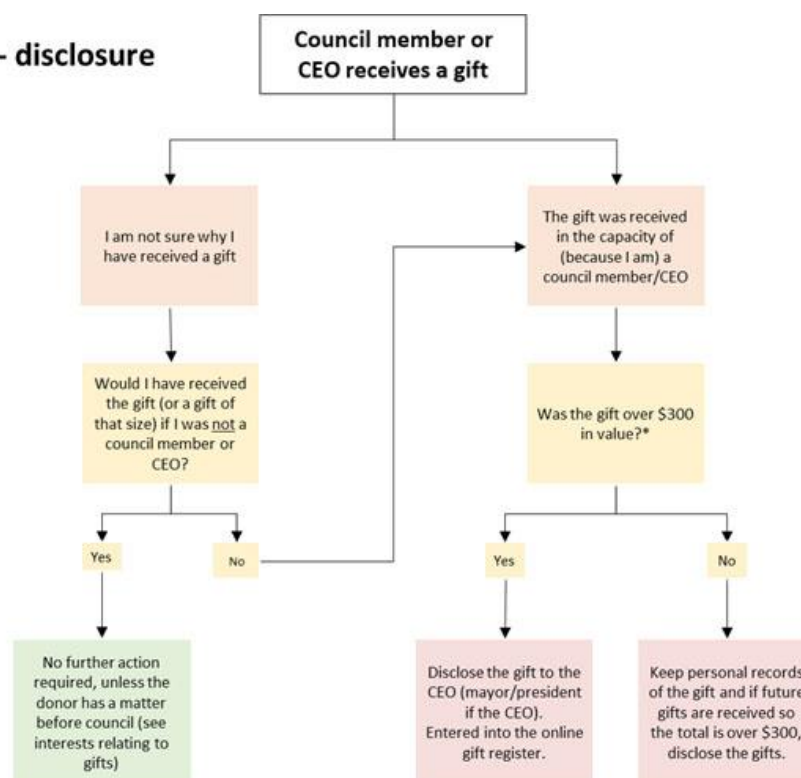 - disclosure
Council member or
CEO receives a gift
I am not sure why I
have received a gift
The gift was received
in the capacity of
(because I am) a
council member/CEO
Would I have received
the gift (or a gift of
that size) if I was not a
council member or
CEO?
Was the gift over $300
in value?*
Yes
No
Yes
No
No further action
required, unless the
donor has a matter
before council (see
interests relating to
gifts)
Disclose the gift to the
CEO (mayor/president
if the CEO).
Entered into the online
gift register.
Keep personal records
of the gift and if future
gifts are received so
the total is over $300,
disclose the gifts.